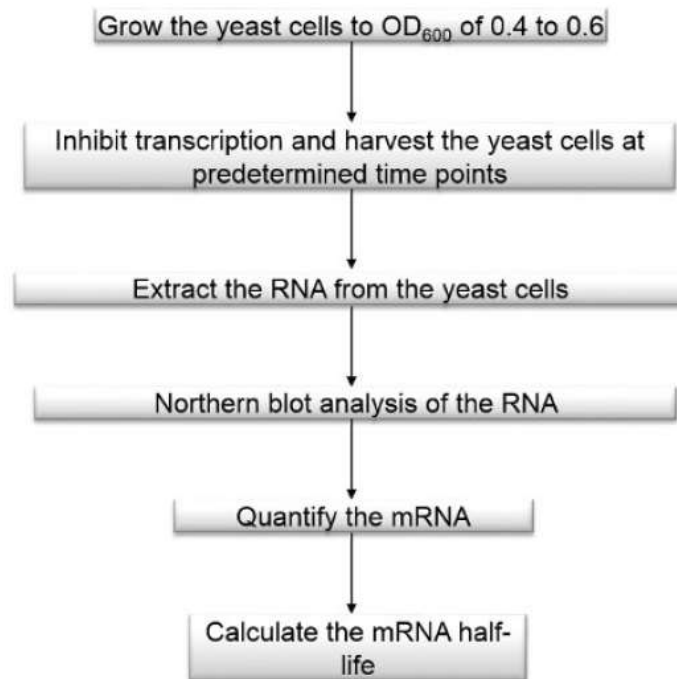 Grow the yeast cells to OD₆₀₀ of 0.4 to 0.6
Inhibit transcription and harvest the yeast cells at
predetermined time points
Extract the RNA from the yeast cells
Northern blot analysis of the RNA
Quantify the mRNA
Calculate the mRNA half-
life